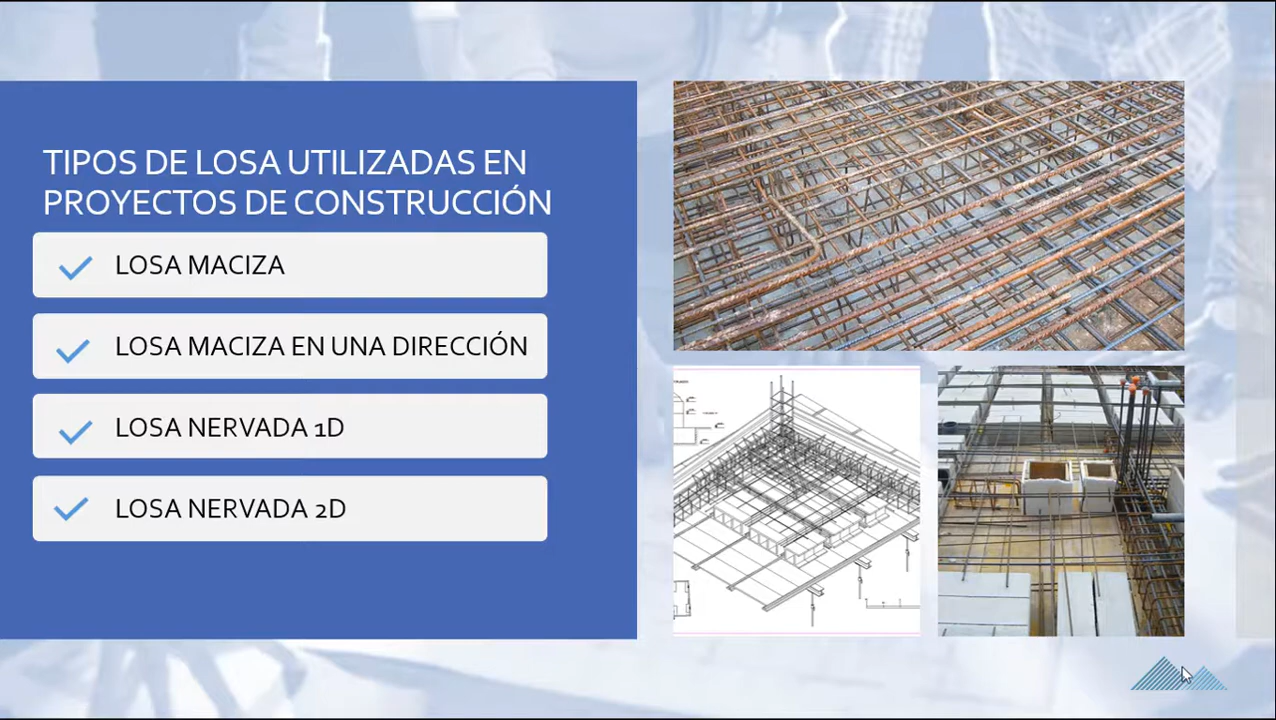 TIPOS DE LOSA UTILIZADAS EN
PROYECTOS DE CONSTRUCCIÓN
LOSA MACIZA
LOSA MACIZA EN UNA DIRECCIÓN
LOSA NERVADA 1D
LOSA NERVADA 2D